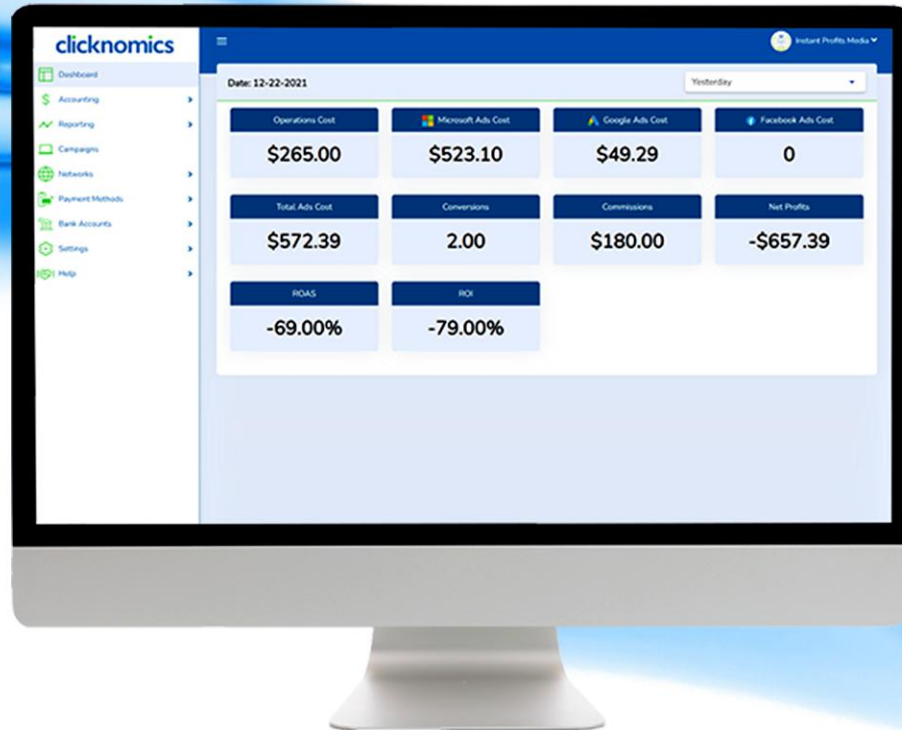 clicknomics
Instant Profits Media
Dashboard
Accounting
Reporting
Campaigns
Networks
Payment Methods
Bank Accounts
Settings
Help
Date: 12-22-2021
Yesterday
Operations Cost
Microsoft Ads Cost
Google Ads Cost
Facebook Ads Cost
$265.00
$523.10
$49.29
0
Total Ads Cost
Conversions
Commissions
Net Profits
$572.39
2.00
$180.00
-$657.39
ROAS
ROI
-69.00%
-79.00%